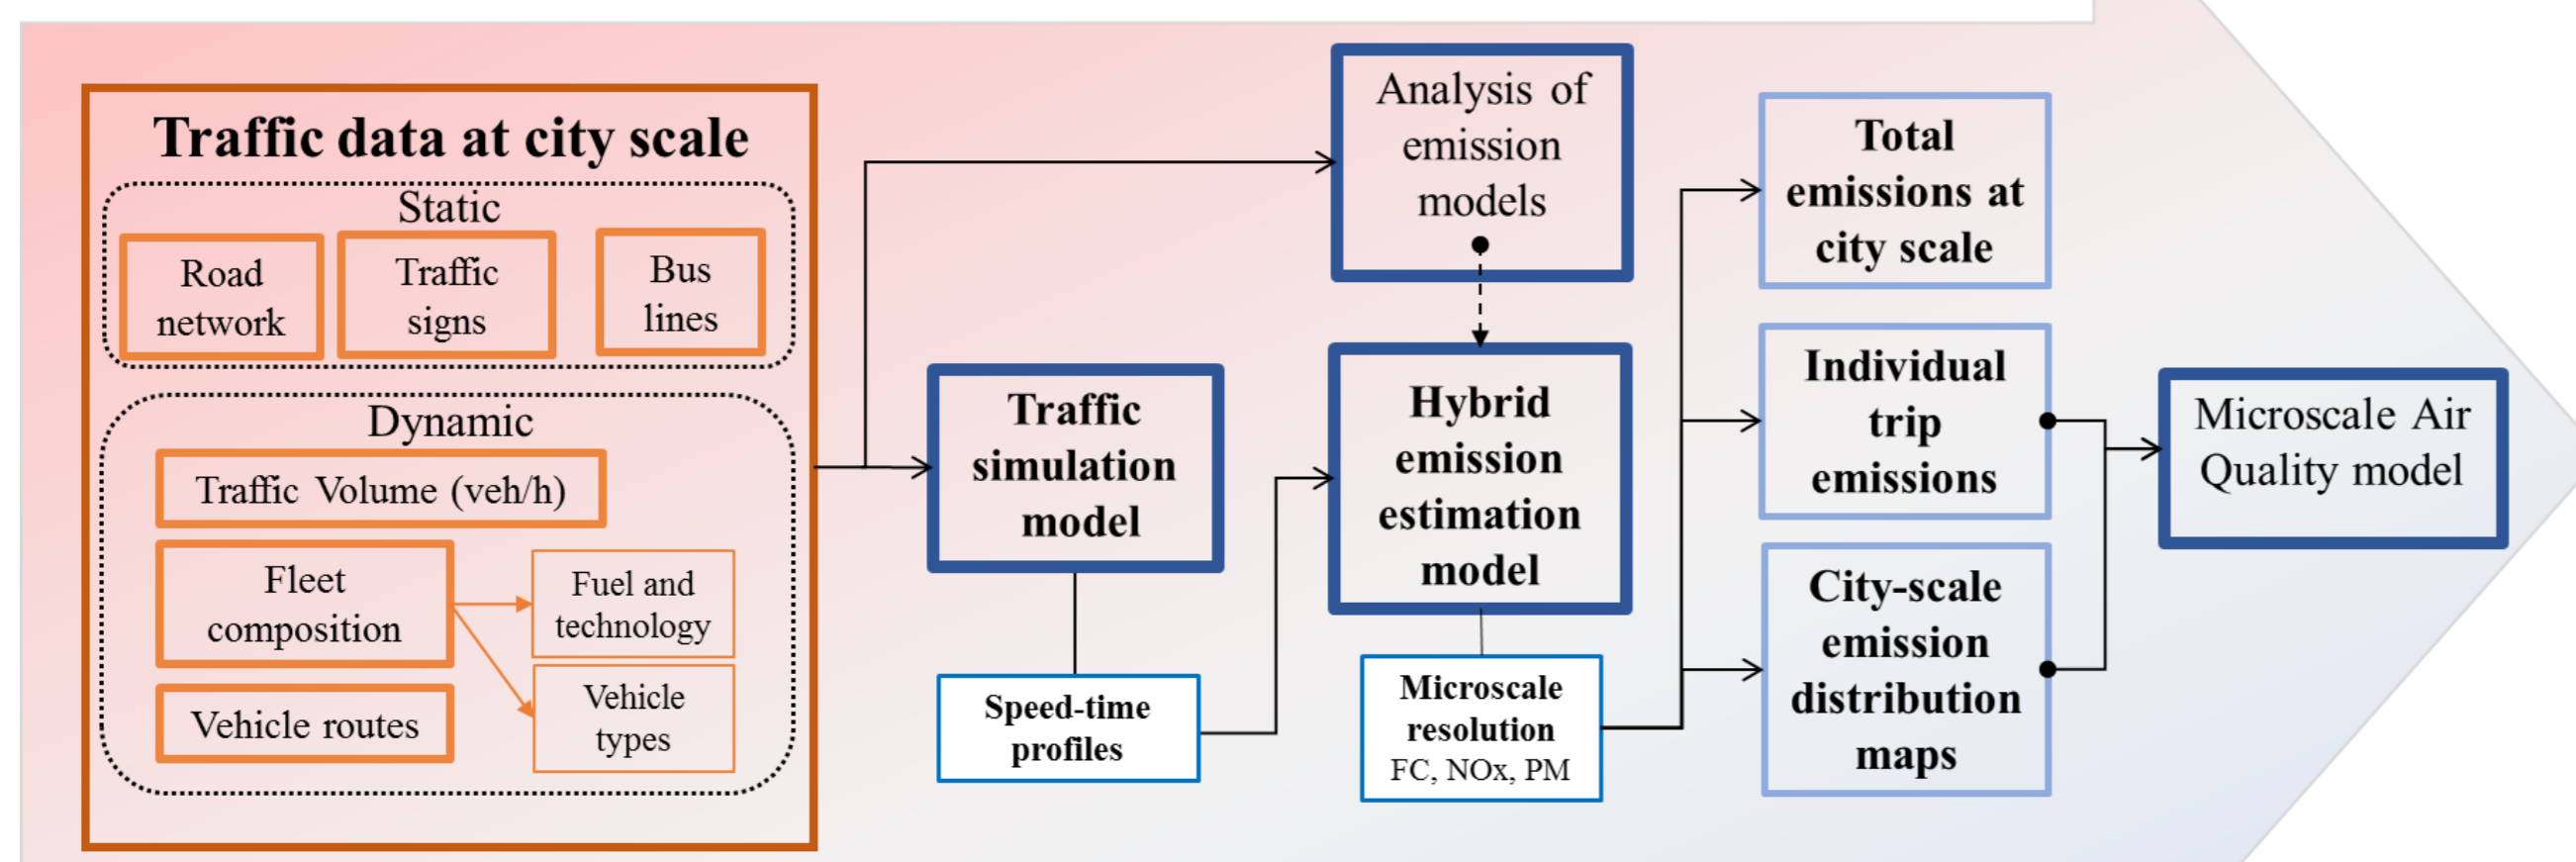 Traffic data at city scale
Static
Road
network
Traffic
signs
Bus
lines
Dynamic
Traffic Volume (veh/h)
Fleet
composition
Fuel and
technology
Vehicle
types
Vehicle routes
Traffic
simulation
model
Speed-time
profiles
Analysis of
emission
models
Hybrid
emission
estimation
model
Microscale
resolution
FC, NOx, PM
Total
emissions at
city scale
Individual
trip
emissions
City-scale
emission
distribution
maps
Microscale Air
Quality model